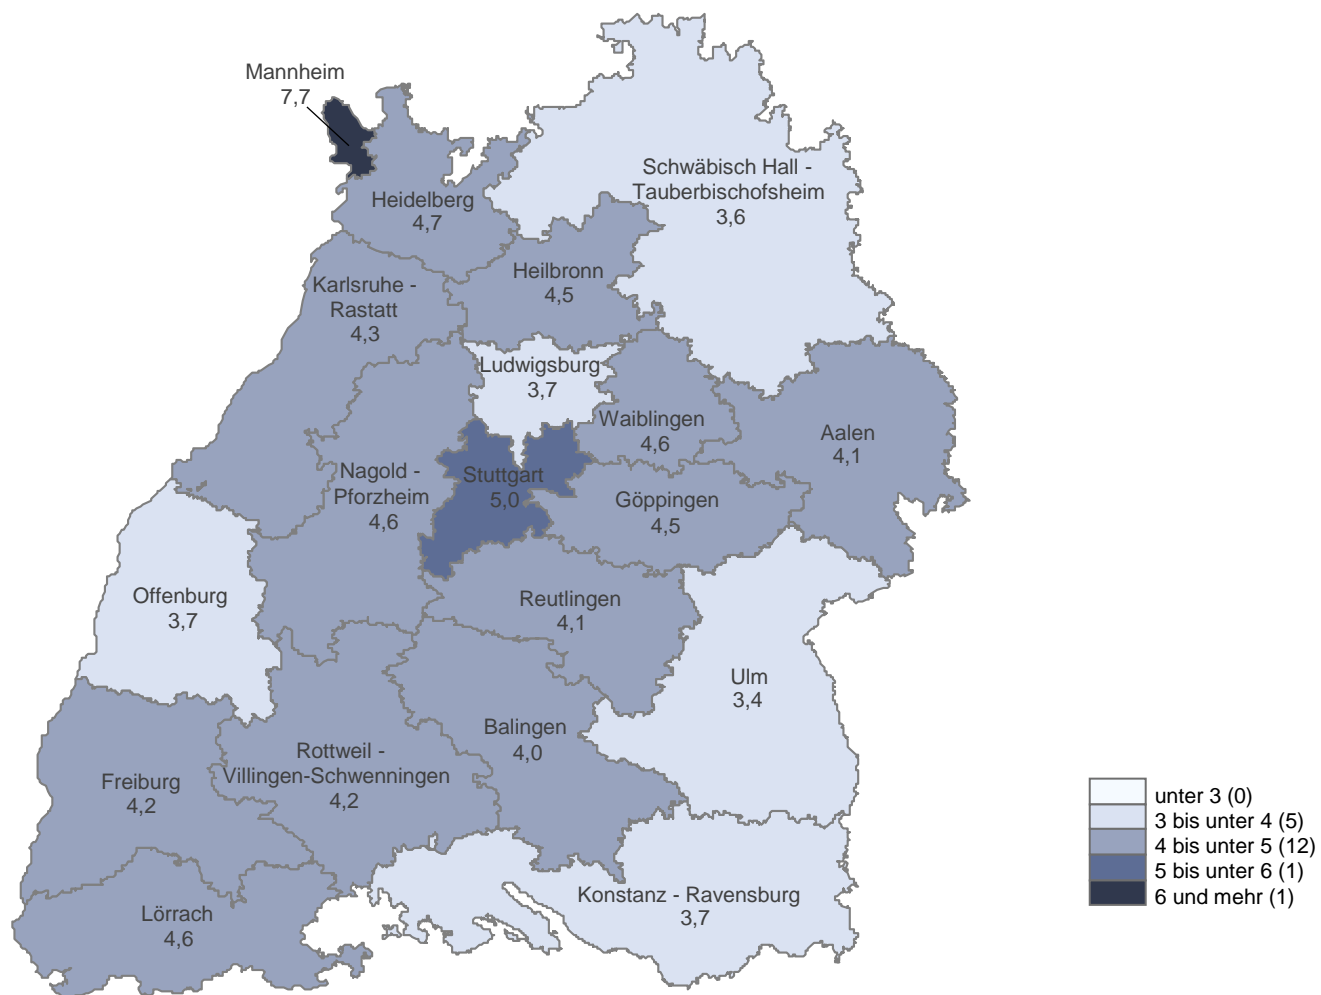 Mannheim
7,7
Schwäbisch Hall -
Tauberbischofsheim
3,6
Heidelberg
4,7
Heilbronn
4,5
Karlsruhe -
Rastatt
4,3
Ludwigsburg
3,7
Waiblingen
4,6
Aalen
4,1
Nagold -
Pforzheim
4,6
Stuttgart
5,0
Göppingen
4,5
Offenburg
3,7
Reutlingen
4,1
Ulm
3,4
Balingen
4,0
Rottweil -
Villingen-Schwenningen
4,2
Freiburg
4,2
Konstanz - Ravensburg
3,7
Lörrach
4,6
unter 3 (0)
3 bis unter 4 (5)
4 bis unter 5 (12)
5 bis unter 6 (1)
6 und mehr (1)